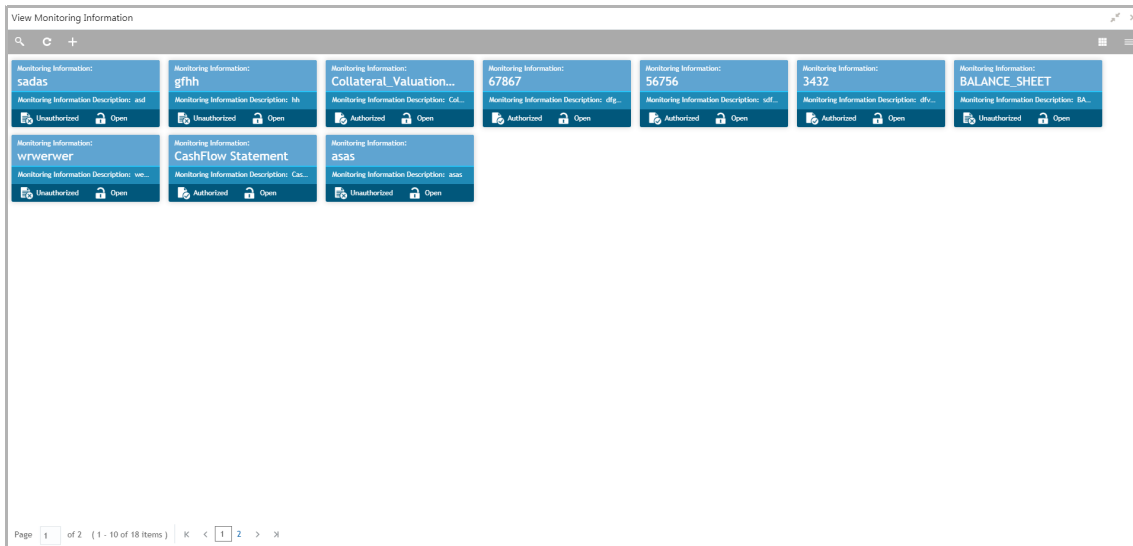 View Monitoring Information
Monitoring Information:
sadas
Monitoring Information Description: asd
Unauthorized Open
Monitoring Information:
gfhh
Monitoring Information Description: hh
Unauthorized Open
Monitoring Information:
Collateral_Valuation...
Monitoring Information Description: Col...
Authorized Open
Monitoring Information:
67867
Monitoring Information Description: dfg...
Authorized Open
Monitoring Information:
56756
Monitoring Information Description: sdf...
Authorized Open
Monitoring Information:
3432
Monitoring Information Description: dfv...
Authorized Open
Monitoring Information:
BALANCE_SHEET
Monitoring Information Description: BA...
Unauthorized Open
Monitoring Information:
wrwerwer
Monitoring Information Description: we...
Unauthorized Open
Monitoring Information:
CashFlow Statement
Monitoring Information Description: Cas...
Authorized Open
Monitoring Information:
asas
Monitoring Information Description: asas
Unauthorized Open
Page 1 of 2 ( 1 - 10 of 18 items ) 1 2